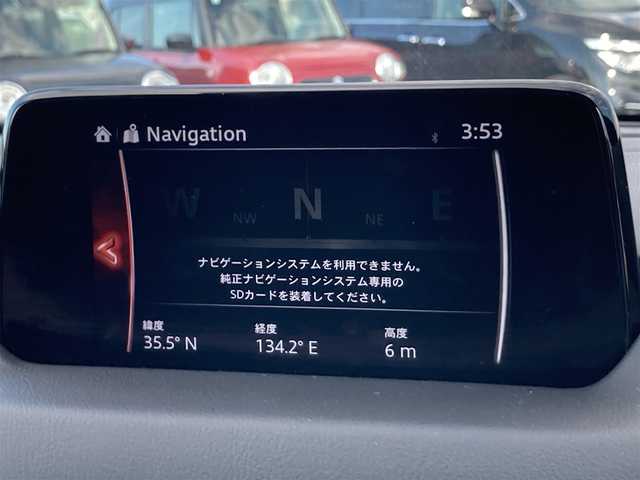 Navigation 3:53
W NW N NE E
ナビゲーションシステムを利用できません。
純正ナビゲーションシステム専用の
SDカードを装着してください。
緯度 経度 高度
35.5° N 134.2° E 6 m